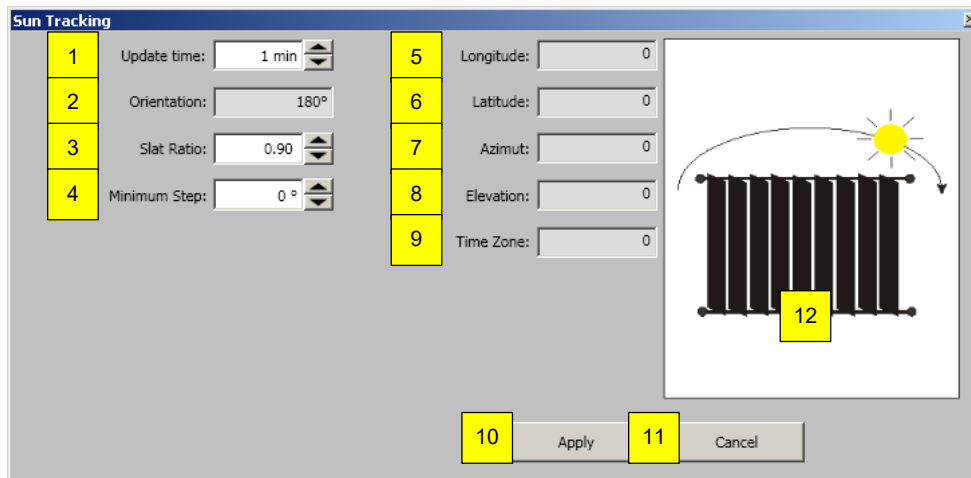 Sun Tracking
1 Update time: 1 min
2 Orientation: 180°
3 Slat Ratio: 0.90
4 Minimum Step: 0 °
5 Longitude: 0
6 Latitude: 0
7 Azimut: 0
8 Elevation: 0
9 Time Zone: 0
12
10 Apply
11 Cancel